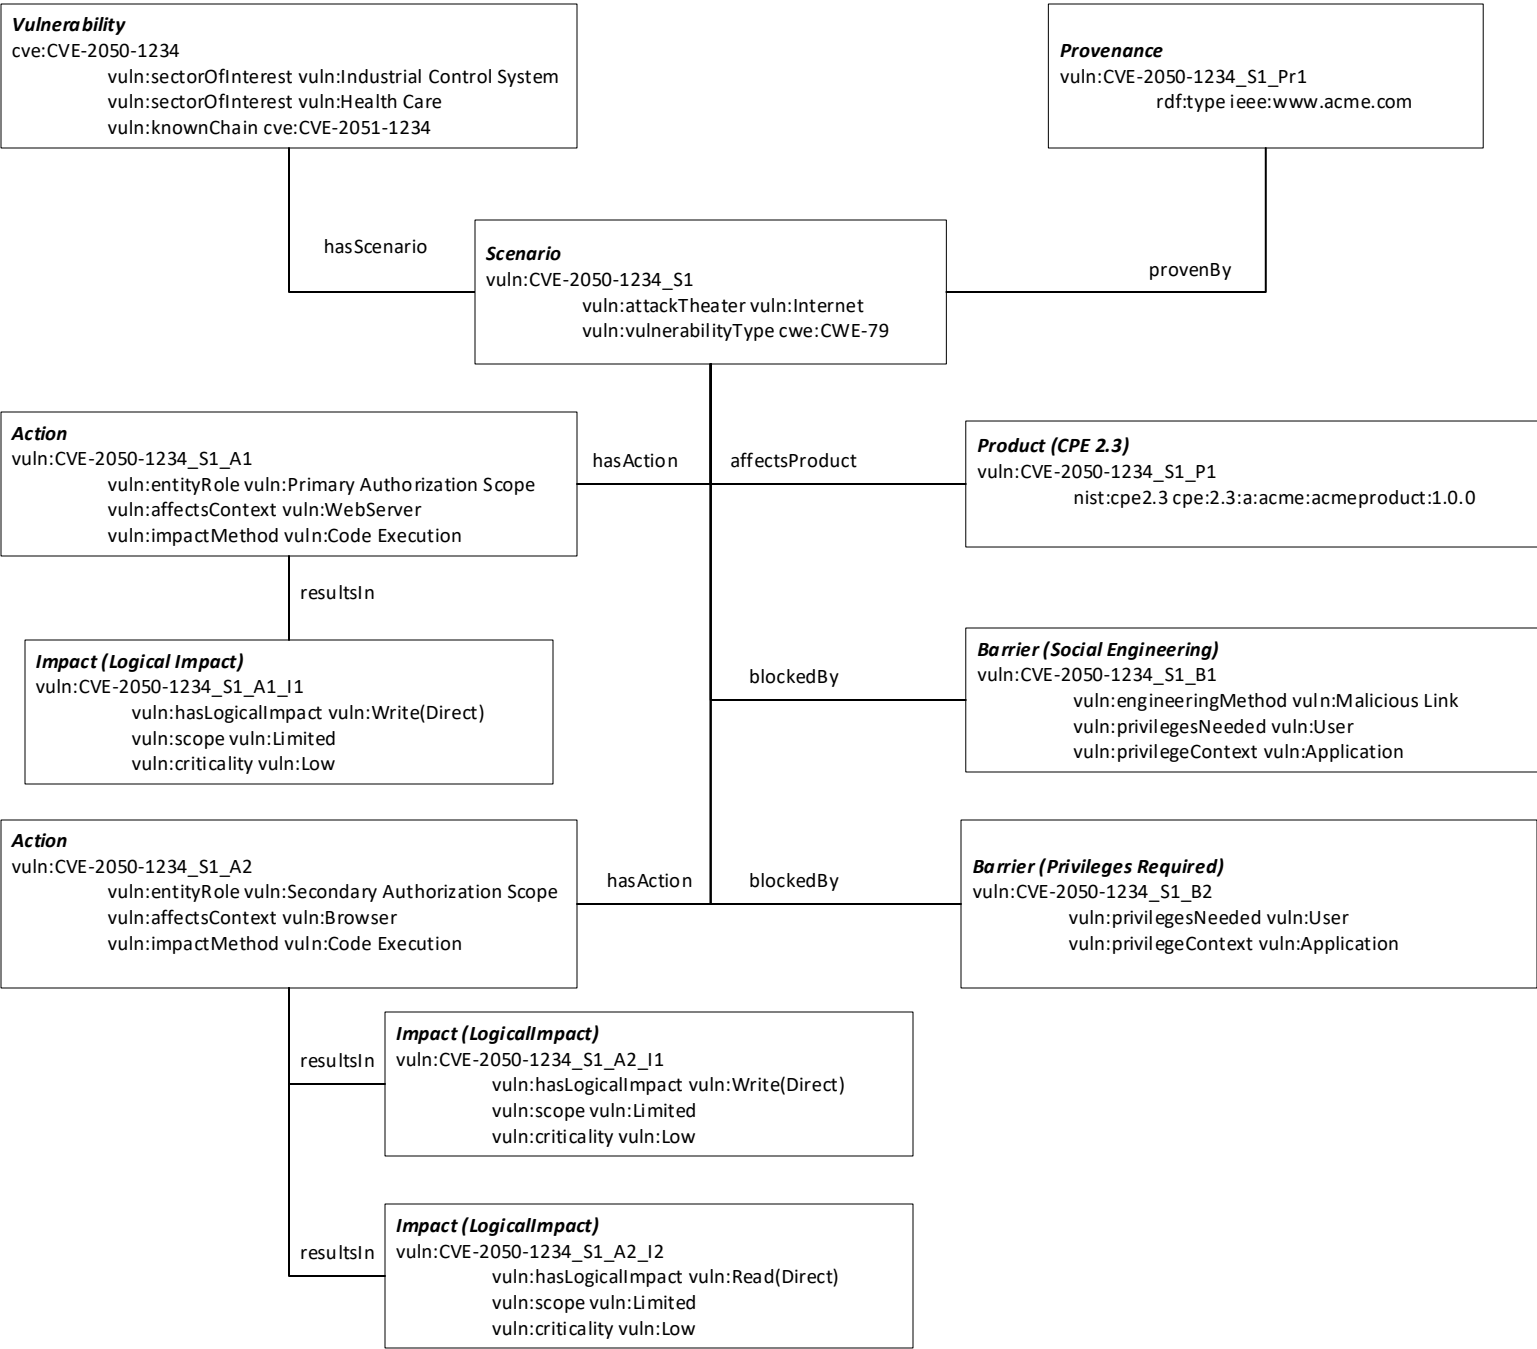 Vulnerability
cve:CVE-2050-1234
vuln:sectorOfInterest vuln:Industrial Control System
vuln:sectorOfInterest vuln:Health Care
vuln:knownChain cve:CVE-2051-1234
Provenance
vuln:CVE-2050-1234_S1_Pr1
rdf:type ieee:www.acme.com
hasScenario
Scenario
vuln:CVE-2050-1234_S1
vuln:attackTheater vuln:Internet
vuln:vulnerabilityType cwe:CWE-79
provenBy
Action
vuln:CVE-2050-1234_S1_A1
vuln:entityRole vuln:Primary Authorization Scope
vuln:affectsContext vuln:WebServer
vuln:impactMethod vuln:Code Execution
hasAction
affectsProduct
Product (CPE 2.3)
vuln:CVE-2050-1234_S1_P1
nist:cpe2.3 cpe:2.3:a:acme:acmeproduct:1.0.0
resultsIn
Impact (Logical Impact)
vuln:CVE-2050-1234_S1_A1_I1
vuln:hasLogicalImpact vuln:Write(Direct)
vuln:scope vuln:Limited
vuln:criticality vuln:Low
blockedBy
Barrier (Social Engineering)
vuln:CVE-2050-1234_S1_B1
vuln:engineeringMethod vuln:Malicious Link
vuln:privilegesNeeded vuln:User
vuln:privilegeContext vuln:Application
Action
vuln:CVE-2050-1234_S1_A2
vuln:entityRole vuln:Secondary Authorization Scope
vuln:affectsContext vuln:Browser
vuln:impactMethod vuln:Code Execution
hasAction
blockedBy
Barrier (Privileges Required)
vuln:CVE-2050-1234_S1_B2
vuln:privilegesNeeded vuln:User
vuln:privilegeContext vuln:Application
resultsIn
Impact (LogicalImpact)
vuln:CVE-2050-1234_S1_A2_I1
vuln:hasLogicalImpact vuln:Write(Direct)
vuln:scope vuln:Limited
vuln:criticality vuln:Low
resultsIn
Impact (LogicalImpact)
vuln:CVE-2050-1234_S1_A2_I2
vuln:hasLogicalImpact vuln:Read(Direct)
vuln:scope vuln:Limited
vuln:criticality vuln:Low